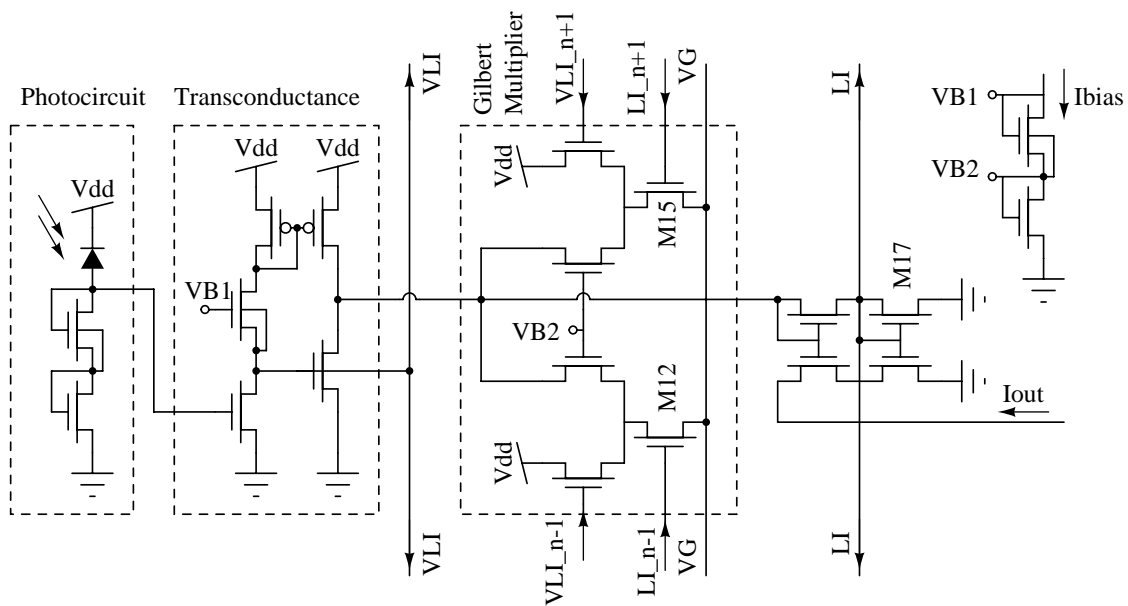 Photocircuit
Transconductance
VLI
Gilbert
Multiplier
VLI_n+1
LI_n+1
VG
LI
VB1
Ibias
VB2
Vdd
Vdd
Vdd
Vdd
M15
M17
VB1
VB2
M12
Iout
Vdd
VLI
VLI_n-1
LI_n-1
VG
LI